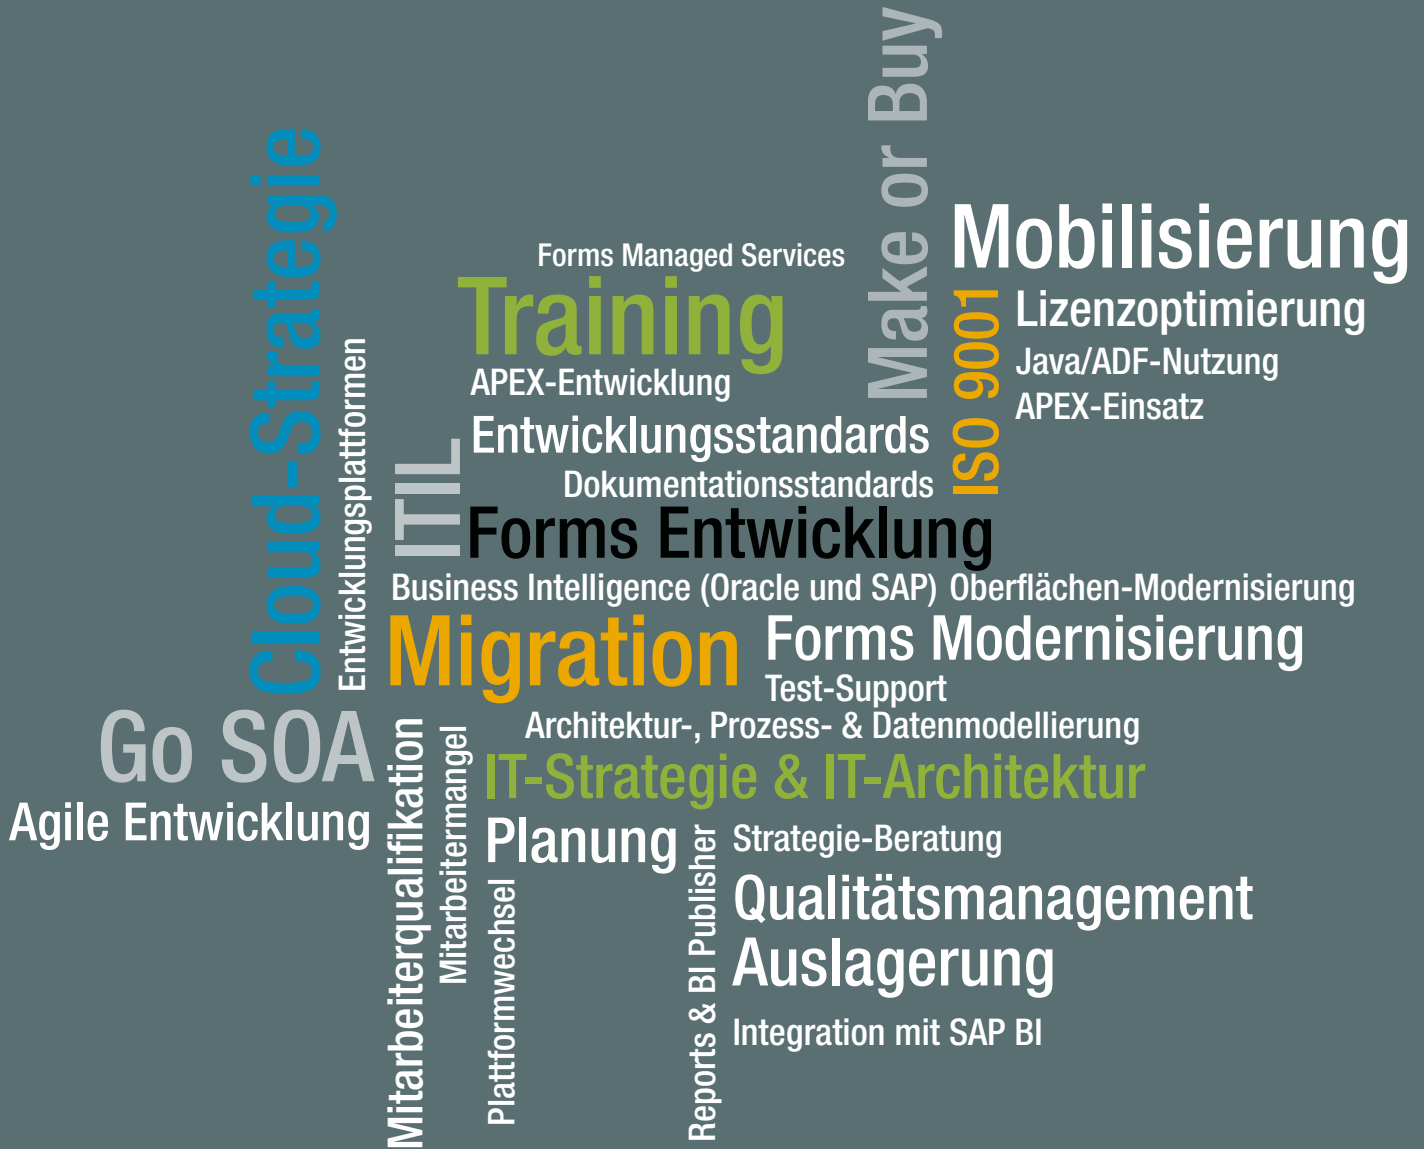 Make or Buy
Cloud-Strategie
Mobilisierung
Forms Managed Services
Training
ISO 9001
Lizenzoptimierung
Java/ADF-Nutzung
APEX-Einsatz
Entwicklungsplattformen
APEX-Entwicklung
Entwicklungsstandards
ITIL
Dokumentationsstandards
Forms Entwicklung
Business Intelligence (Oracle und SAP) Oberflächen-Modernisierung
Migration
Forms Modernisierung
Test-Support
Go SOA
Architektur-, Prozess- & Datenmodellierung
Mitarbeiterqualifikation
Mitarbeitermangel
IT-Strategie & IT-Architektur
Agile Entwicklung
Planung
Strategie-Beratung
Reports & BI Publisher
Plattformwechsel
Qualitätsmanagement
Auslagerung
Integration mit SAP BI